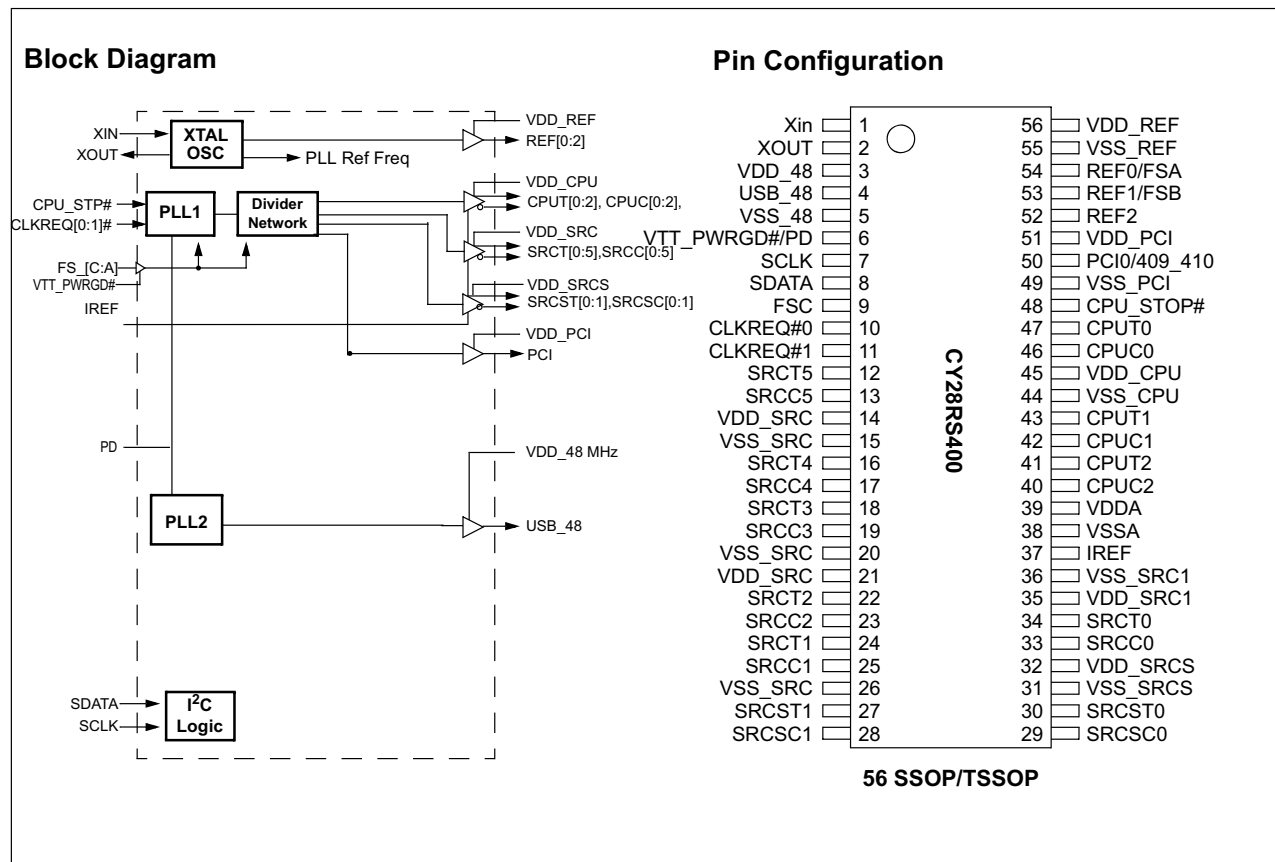 Block Diagram
XIN
XOUT
XTAL
OSC
PLL Ref Freq
VDD_REF
REF[0:2]
CPU_STP#
CLKREQ[0:1]#
PLL1
Divider
Network
VDD_CPU
CPUT[0:2], CPUC[0:2],
VDD_SRC
SRCT[0:5],SRCC[0:5]
FS_[C:A]
VTT_PWRGD#
IREF
VDD_SRCS
SRCST[0:1],SRCSC[0:1]
VDD_PCI
PCI
PD
VDD_48 MHz
PLL2
USB_48
SDATA
SCLK
I2C
Logic
Pin Configuration
Xin 1 56 VDD_REF
XOUT 2 55 VSS_REF
VDD_48 3 54 REF0/FSA
USB_48 4 53 REF1/FSB
VSS_48 5 52 REF2
VTT_PWRGD#/PD 6 51 VDD_PCI
SCLK 7 50 PCI0/409_410
SDATA 8 49 VSS_PCI
FSC 9 48 CPU_STOP#
CLKREQ#0 10 47 CPUT0
CLKREQ#1 11 46 CPUC0
SRCT5 12 45 VDD_CPU
SRCC5 13 44 VSS_CPU
VDD_SRC 14 43 CPUT1
VSS_SRC 15 42 CPUC1
SRCT4 16 41 CPUT2
SRCC4 17 40 CPUC2
SRCT3 18 39 VDDA
SRCC3 19 38 VSSA
VSS_SRC 20 37 IREF
VDD_SRC 21 36 VSS_SRC1
SRCT2 22 35 VDD_SRC1
SRCC2 23 34 SRCT0
SRCT1 24 33 SRCC0
SRCC1 25 32 VDD_SRCS
VSS_SRC 26 31 VSS_SRCS
SRCST1 27 30 SRCST0
SRCSC1 28 29 SRCSC0
CY28RS400
56 SSOP/TSSOP